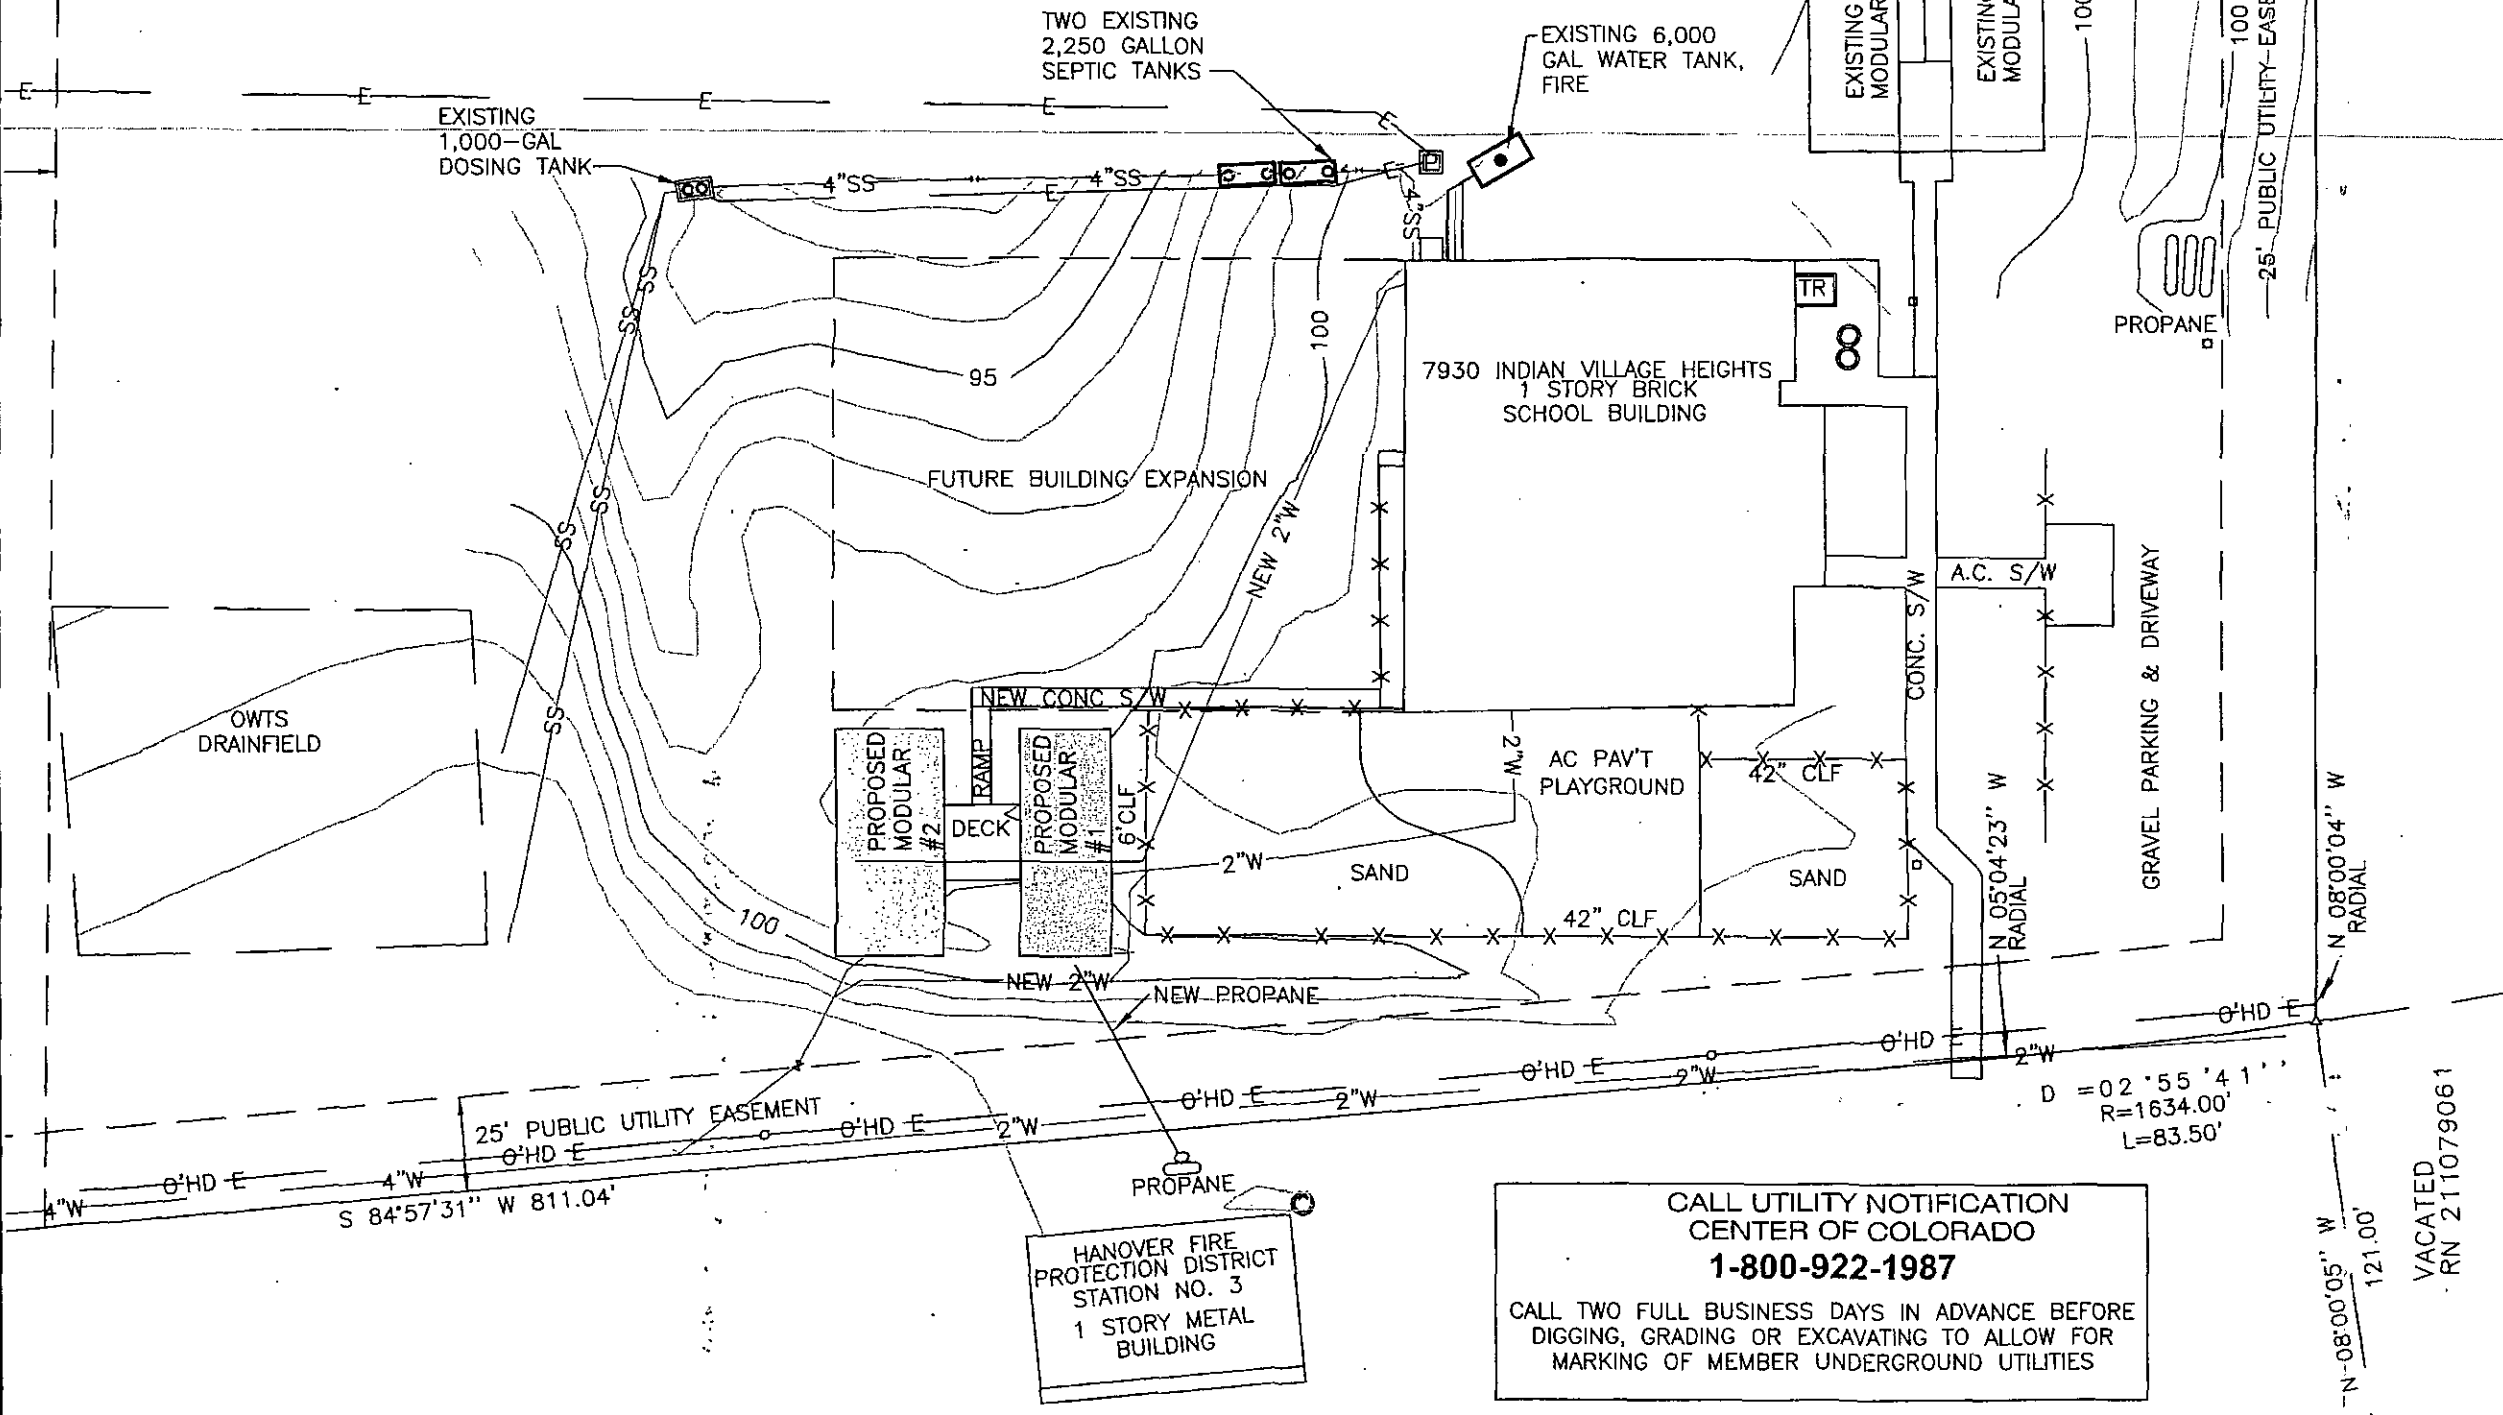 TWO EXISTING
2,250 GALLON
SEPTIC TANKS
EXISTING 6,000
GAL WATER TANK,
FIRE
EXISTING
MODULAR
EXISTING
100
100
25' PUBLIC UTILITY EASE
E
E
E
E
E
EXISTING
1,000-GAL
DOSING TANK
4"SS
4"SS
E
E
P
4"SS
SS
SS
TR
100
PROPANE
7930 INDIAN VILLAGE HEIGHTS
1 STORY BRICK
SCHOOL BUILDING
95
FUTURE BUILDING EXPANSION
NEW 2"W
SS
SS
A.C. S/W
CONC. S/W
GRAVEL PARKING & DRIVEWAY
OWTS
DRAINFIELD
SS
NEW CONC S/W
PROPOSED
MODULAR
#2
RAMP
DECK
PROPOSED
MODULAR
#1
6'CLF
2"W
AC PAV'T
PLAYGROUND
42" CLF
2"W
SAND
SAND
42" CLF
N 05°04'23" W
RADIAL
N 08°00'04" W
RADIAL
100
NEW 2"W
NEW PROPANE
O'HD E
O'HD E
2"W
O'HD E
2"W
O'HD E
2"W
25' PUBLIC UTILITY EASEMENT
O'HD E
2"W
O'HD E
O'HD E
4"W
4"W
S 84°57'31" W 811.04'
D =02°55'41''
R=1634.00'
L=83.50'
PROPANE
HANOVER FIRE
PROTECTION DISTRICT
STATION NO. 3
1 STORY METAL
BUILDING
CALL UTILITY NOTIFICATION
CENTER OF COLORADO
1-800-922-1987
CALL TWO FULL BUSINESS DAYS IN ADVANCE BEFORE
DIGGING, GRADING OR EXCAVATING TO ALLOW FOR
MARKING OF MEMBER UNDERGROUND UTILITIES
N 08°00'05" W
121.00'
VACATED
RN 211079061